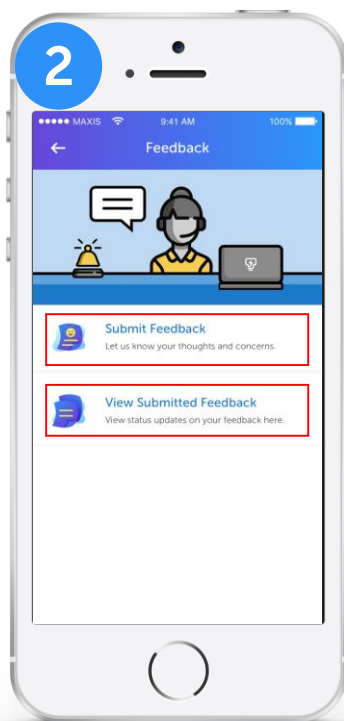 2
MAXIS 9:41 AM 100%
Feedback
Submit Feedback
Let us know your thoughts and concerns.
View Submitted Feedback
View status updates on your feedback here.